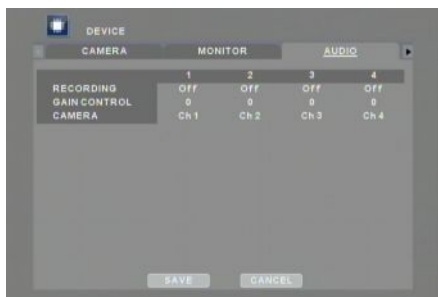 DEVICE
CAMERA MONITOR AUDIO
1 2 3 4
RECORDING Off Off Off Off
GAIN CONTROL 0 0 0 0
CAMERA Ch 1 Ch 2 Ch 3 Ch 4
SAVE CANCEL